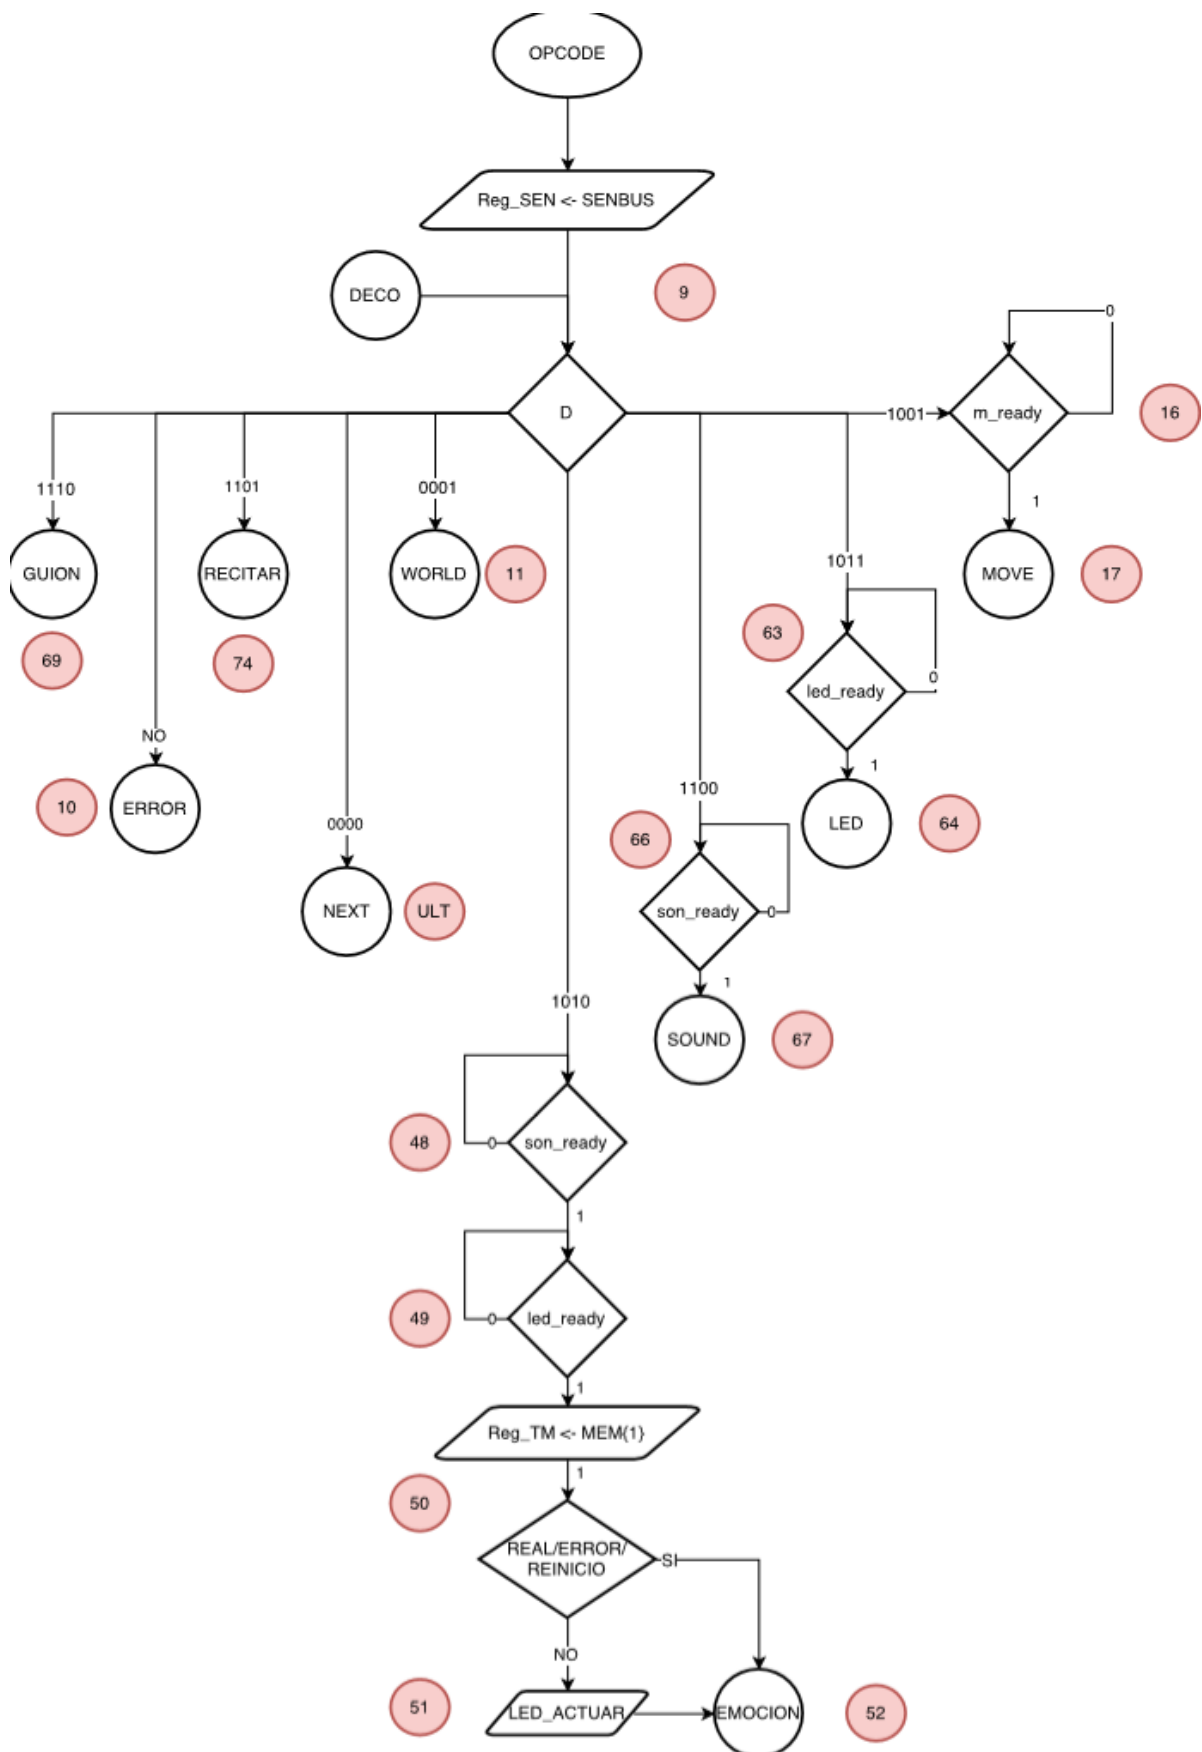 OPCODE
Reg_SEN <- SENBUS
DECO
9
0
D
1001
m_ready
16
1110
1101
0001
1
GUION
RECITAR
WORLD
11
1011
MOVE
17
63
69
74
led_ready
0
NO
1
10
ERROR
1100
0000
LED
64
66
NEXT
ULT
son_ready
0
1
1010
SOUND
67
48
0
son_ready
1
49
0
led_ready
1
Reg_TM <- MEM{1}
1
50
REAL/ERROR/
REINICIO
SI
NO
51
LED_ACTUAR
EMOCION
52